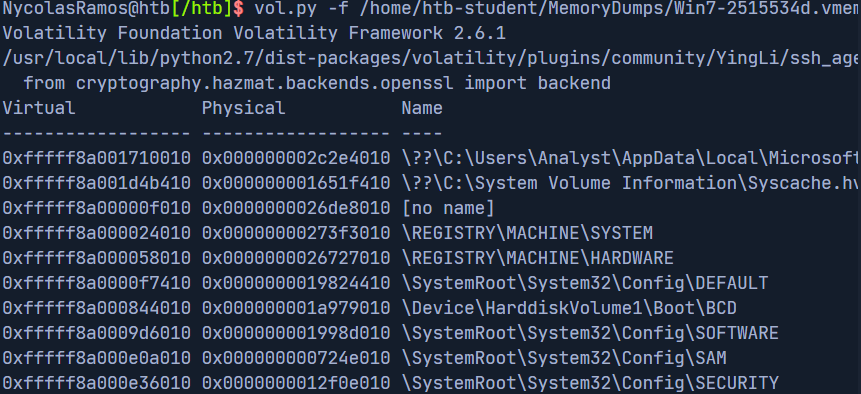 NycolasRamos@htb[/htb]$ vol.py -f /home/htb-student/MemoryDumps/Win7-2515534d.vmem
Volatility Foundation Volatility Framework 2.6.1
/usr/local/lib/python2.7/dist-packages/volatility/plugins/community/YingLi/ssh_age
from cryptography.hazmat.backends.openssl import backend
Virtual Physical Name
------------------ ------------------ ----
0xfffff8a001710010 0x000000002c2e4010 \??\C:\Users\Analyst\AppData\Local\Microsoft
0xfffff8a001d4b410 0x000000001651f410 \??\C:\System Volume Information\Syscache.hv
0xfffff8a00000f010 0x0000000026de8010 [no name]
0xfffff8a000024010 0x00000000273f3010 \REGISTRY\MACHINE\SYSTEM
0xfffff8a000058010 0x0000000026727010 \REGISTRY\MACHINE\HARDWARE
0xfffff8a0000f7410 0x0000000019824410 \SystemRoot\System32\Config\DEFAULT
0xfffff8a000844010 0x000000001a979010 \Device\HarddiskVolume1\Boot\BCD
0xfffff8a0009d6010 0x000000001998d010 \SystemRoot\System32\Config\SOFTWARE
0xfffff8a000e0a010 0x000000000724e010 \SystemRoot\System32\Config\SAM
0xfffff8a000e36010 0x0000000012f0e010 \SystemRoot\System32\Config\SECURITY